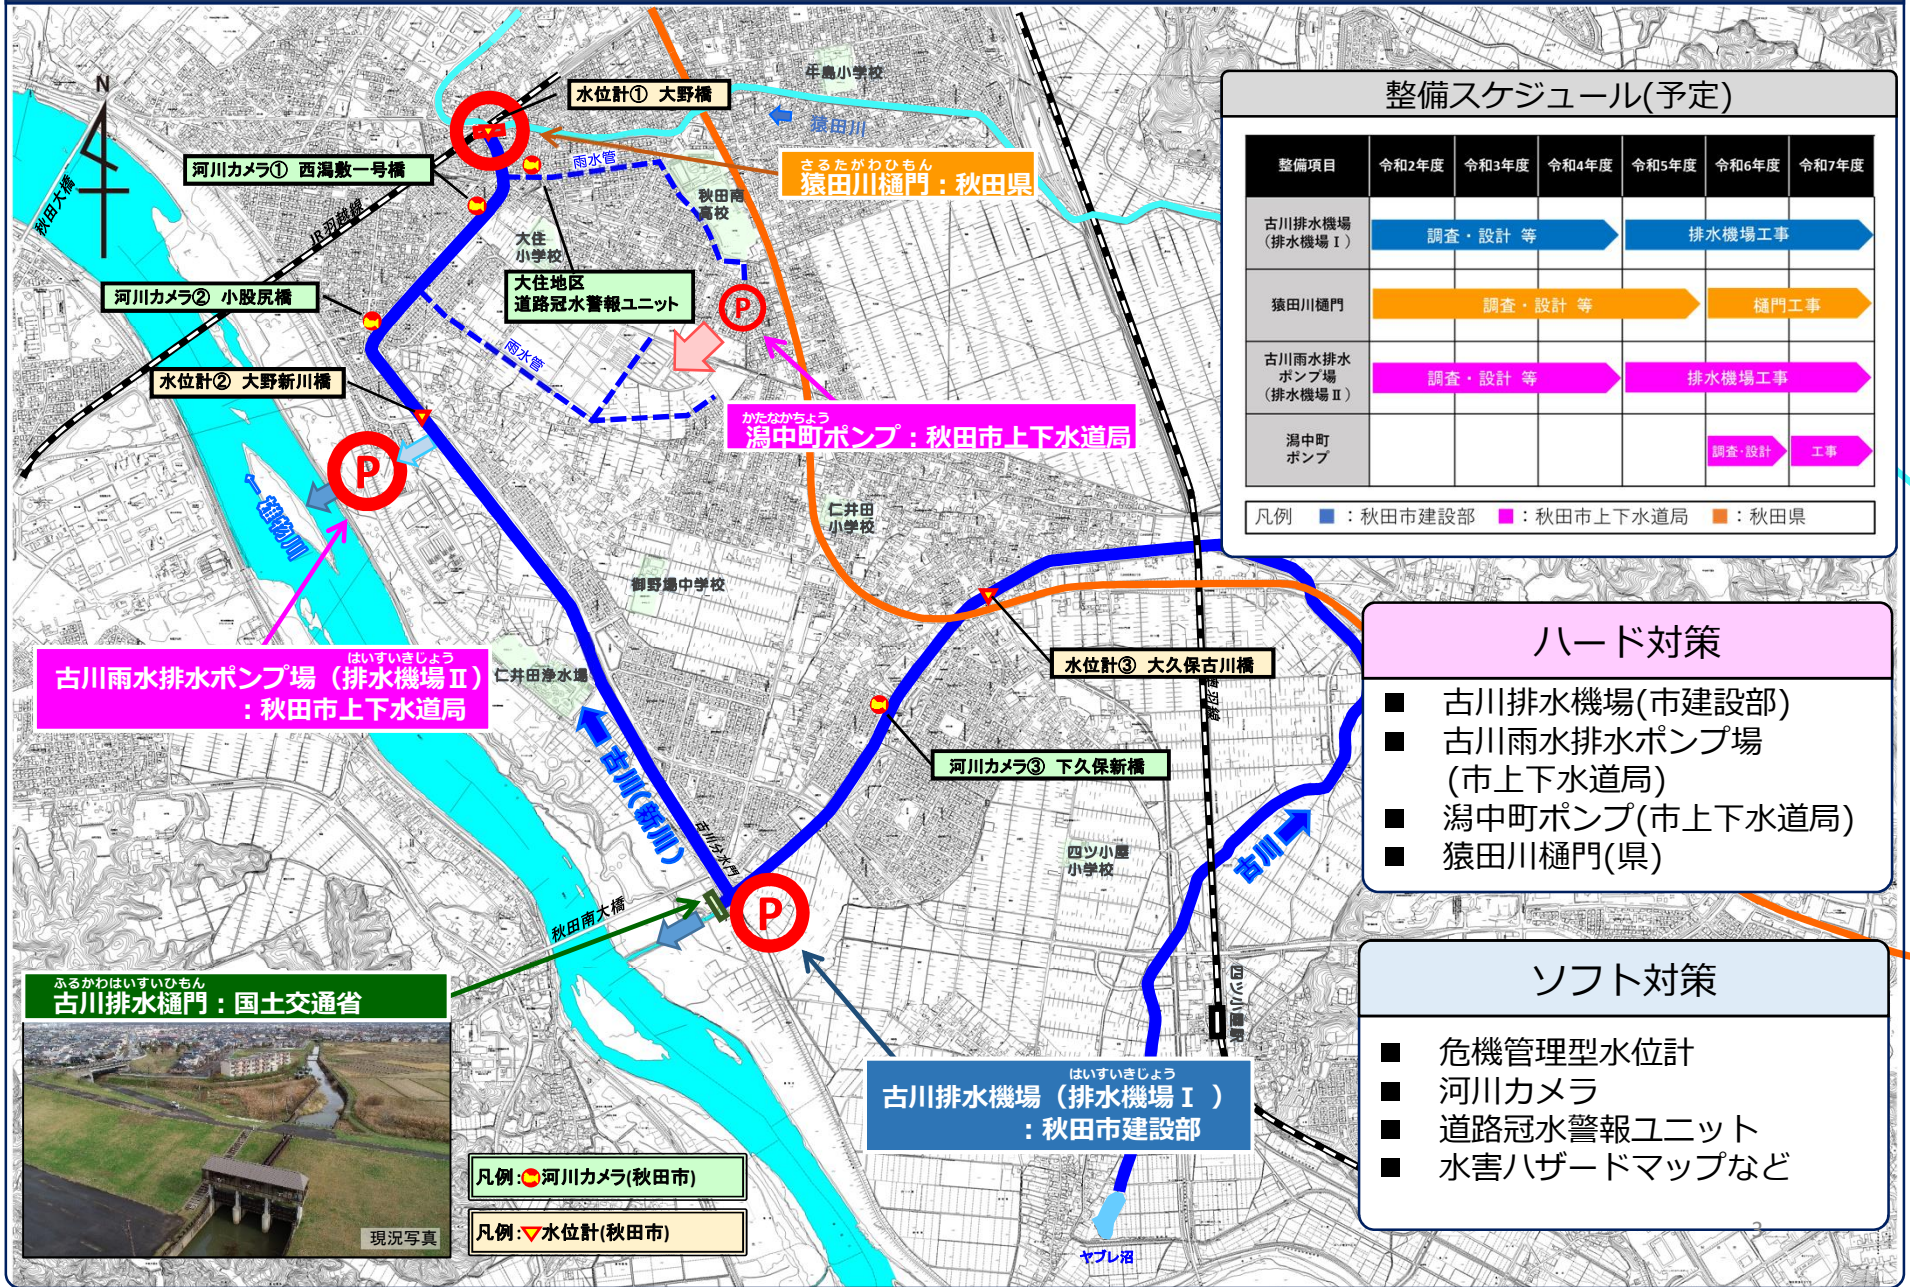 N
牛島小学校
水位計① 大野橋
猿田川
河川カメラ① 西潟敷一号橋
雨水管
さるたがわひもん
猿田川樋門：秋田県
秋田南
高校
秋田大橋
JR羽越線
大住
小学校
大住地区
道路冠水警報ユニット
河川カメラ② 小股尻橋
P
雨水管
水位計② 大野新川橋
かたなかちょう
潟中町ポンプ：秋田市上下水道局
P
雄物川
仁井田
小学校
御野場中学校
はいすいきじょう
古川雨水排水ポンプ場（排水機場Ⅱ）
：秋田市上下水道局
仁井田浄水場
水位計③ 大久保古川橋
河川カメラ③ 下久保新橋
古川(新川)
古川分水門
四ツ小屋
小学校
古川
秋田南大橋
P
四ツ小屋駅
ふるかわはいすいひもん
古川排水樋門：国土交通省
現況写真
はいすいきじょう
古川排水機場（排水機場Ⅰ ）
：秋田市建設部
凡例:河川カメラ(秋田市)
凡例:水位計(秋田市)
ヤブレ沼
整備スケジュール(予定)
整備項目 令和2年度 令和3年度 令和4年度 令和5年度 令和6年度 令和7年度
古川排水機場
（排水機場Ⅰ）
調査・設計 等 排水機場工事
猿田川樋門 調査・設計 等 樋門工事
古川雨水排水
ポンプ場
（排水機場Ⅱ）
調査・設計 等 排水機場工事
潟中町
ポンプ
調査・設計 工事
凡例 ■：秋田市建設部 ■：秋田市上下水道局 ■：秋田県
ハード対策
■ 古川排水機場(市建設部)
■ 古川雨水排水ポンプ場
(市上下水道局)
■ 潟中町ポンプ(市上下水道局)
■ 猿田川樋門(県)
ソフト対策
■ 危機管理型水位計
■ 河川カメラ
■ 道路冠水警報ユニット
■ 水害ハザードマップなど
3